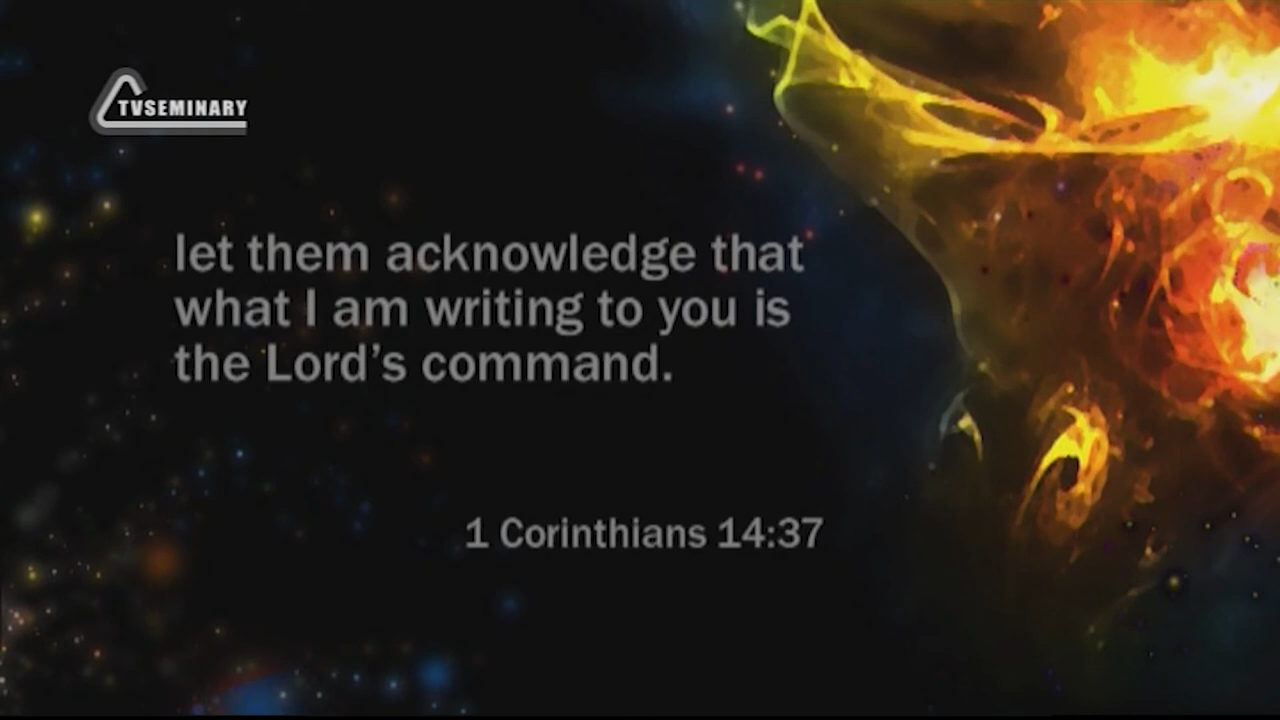 TVSEMINARY
let them acknowledge that
what I am writing to you is
the Lord’s command.
1 Corinthians 14:37